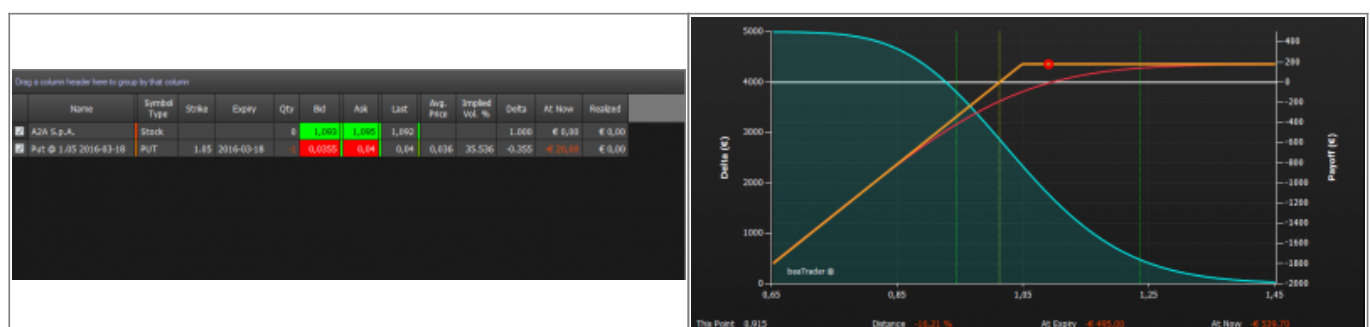 Drag a column header here to group by that column
Name Symbol Type Strike Expiry Qty Bid Ask Last Avg. Price Implied Vol. % Delta At Now Realized
A2A S.p.A. Stock 0 1,093 1,095 1,092 1.000 € 0,00 € 0,00
Put @ 1.05 2016-03-18 PUT 1.05 2016-03-18 -1 0,0355 0,04 0,04 0,036 35.536 -0.355 -€ 20,00 € 0,00
5000
4000
3000
2000
1000
0
Delta (€)
400
200
0
-200
-400
-600
-800
-1000
-1200
-1400
-1600
-1800
-2000
Payoff (€)
beeTrader ®
0,65 0,85 1,05 1,25 1,45
This Point 0,915 Distance -16,21 % At Expiry -€ 495,00 At Now -€ 529,70